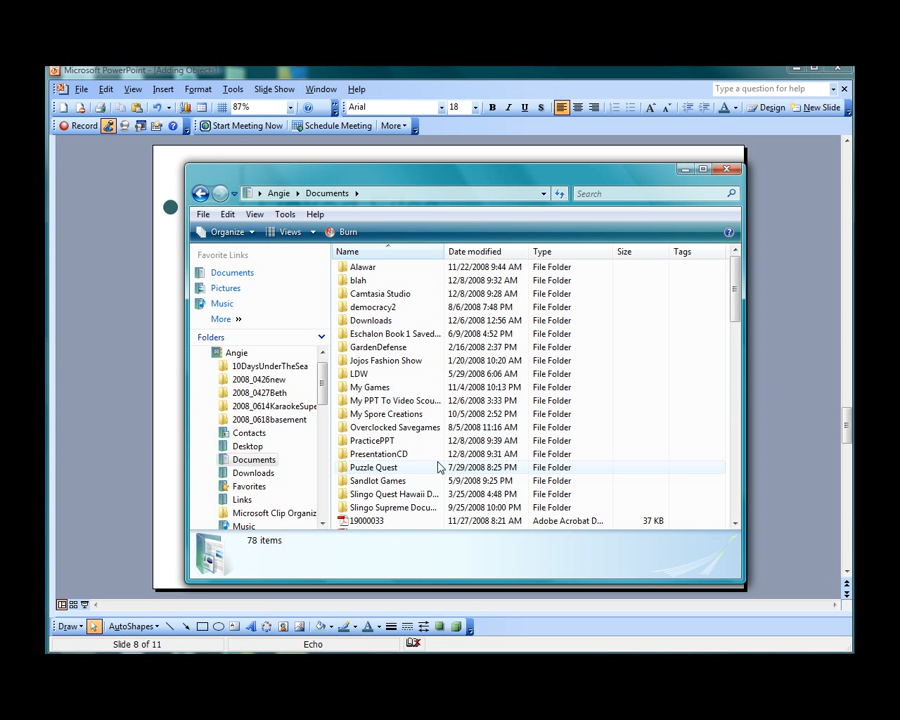 Microsoft PowerPoint - [Adding Objects]
File Edit View Insert Format Tools Slide Show Window Help Type a question for help
87% Arial 18 B I U S A A A Design New Slide
Record Start Meeting Now Schedule Meeting More
Angie Documents Search
File Edit View Tools Help
Organize Views Burn
Favorite Links
Documents
Pictures
Music
More »
Folders
Angie
10DaysUnderTheSea
2008_0426new
2008_0427Beth
2008_0614KaraokeSupe
2008_0618basement
Contacts
Desktop
Documents
Downloads
Favorites
Links
Microsoft Clip Organiz
Music
Name Date modified Type Size Tags
Alawar 11/22/2008 9:44 AM File Folder
blah 12/8/2008 9:32 AM File Folder
Camtasia Studio 12/8/2008 9:28 AM File Folder
democracy2 8/6/2008 7:48 PM File Folder
Downloads 12/6/2008 12:56 AM File Folder
Eschalon Book 1 Saved... 6/9/2008 4:52 PM File Folder
GardenDefense 2/16/2008 2:37 PM File Folder
Jojos Fashion Show 1/20/2008 10:20 AM File Folder
LDW 5/29/2008 6:06 AM File Folder
My Games 11/4/2008 10:13 PM File Folder
My PPT To Video Scou... 12/6/2008 3:33 PM File Folder
My Spore Creations 10/5/2008 2:52 PM File Folder
Overclocked Savegames 8/5/2008 11:16 AM File Folder
PracticePPT 12/8/2008 9:39 AM File Folder
PresentationCD 12/8/2008 9:31 AM File Folder
Puzzle Quest 7/29/2008 8:25 PM File Folder
Sandlot Games 5/9/2008 9:25 PM File Folder
Slingo Quest Hawaii D... 3/25/2008 4:48 PM File Folder
Slingo Supreme Docu... 9/25/2008 10:00 PM File Folder
19000033 11/27/2008 8:21 AM Adobe Acrobat D... 37 KB
78 items
Draw AutoShapes A A
Slide 8 of 11 Echo